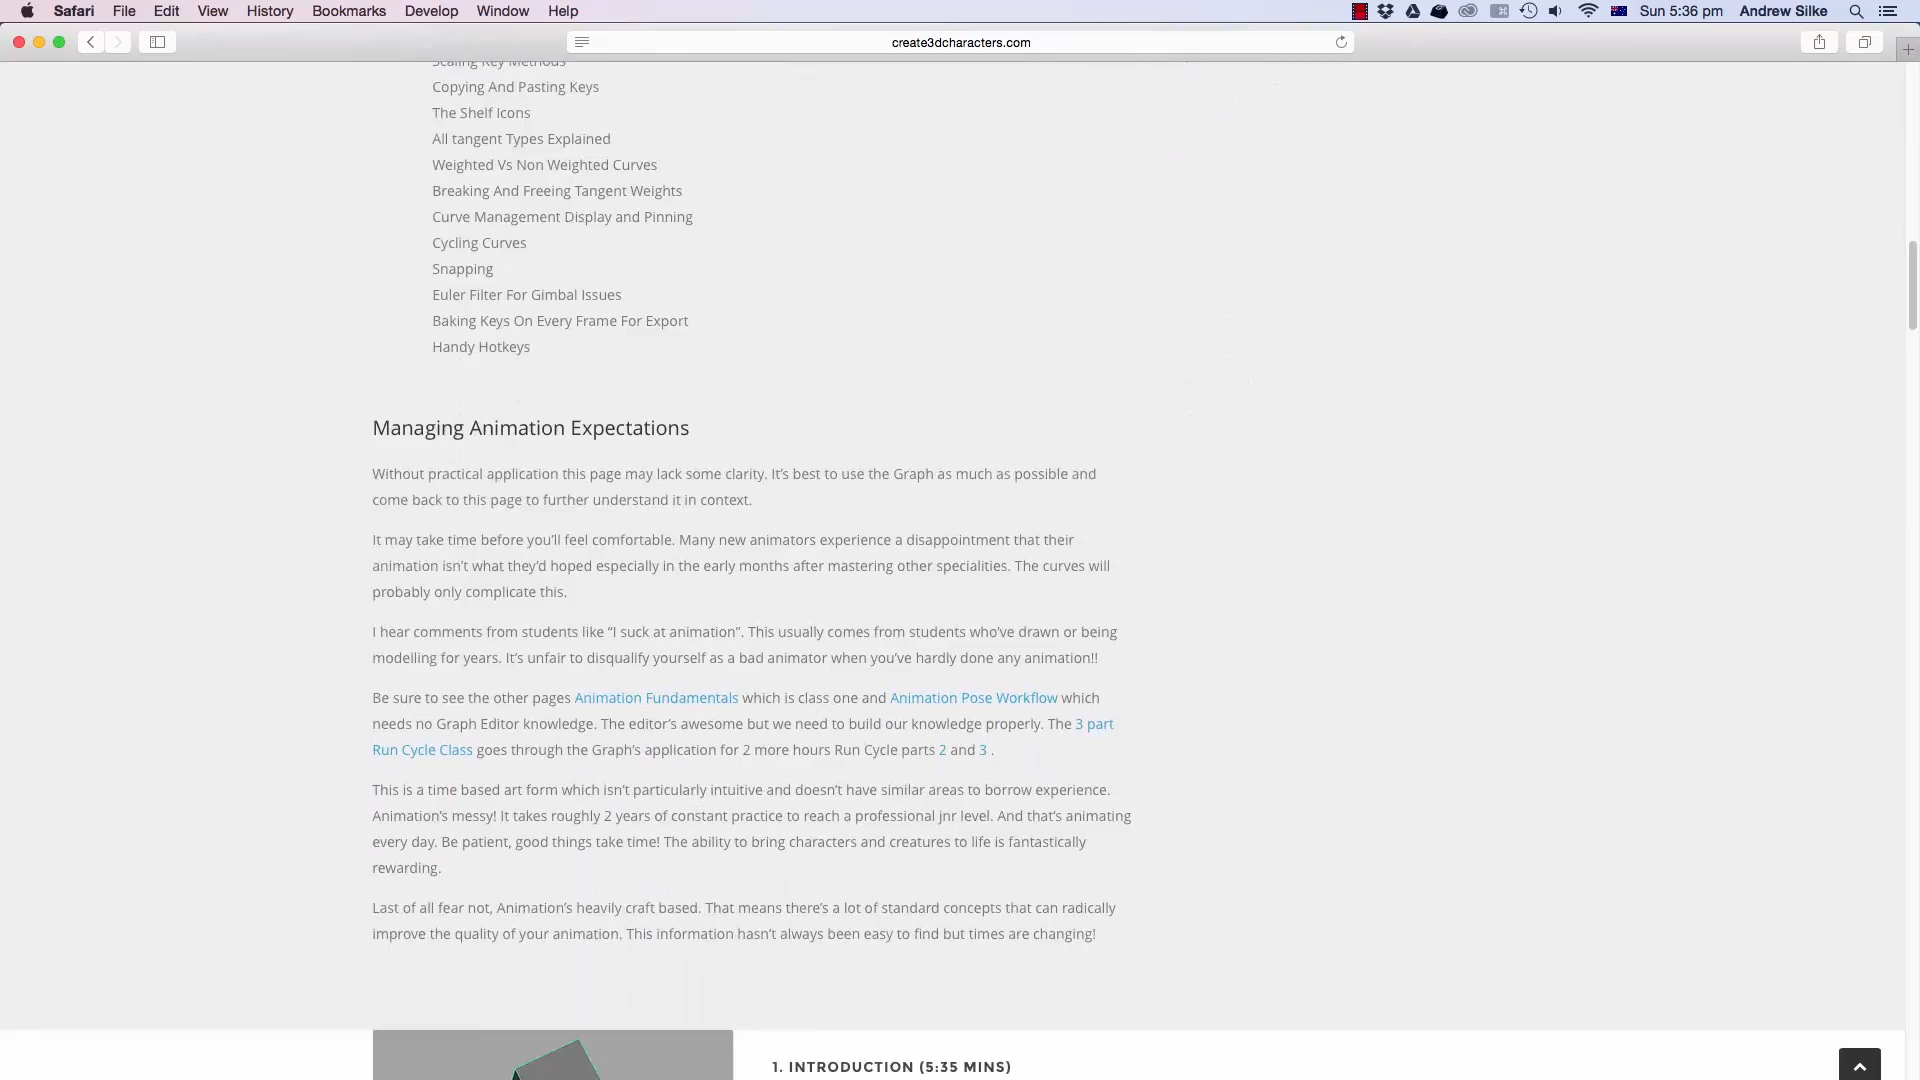 Safari File Edit View History Bookmarks Develop Window Help Sun 5:36 pm Andrew Silke
create3dcharacters.com
Scaling Key Methods
Copying And Pasting Keys
The Shelf Icons
All tangent Types Explained
Weighted Vs Non Weighted Curves
Breaking And Freeing Tangent Weights
Curve Management Display and Pinning
Cycling Curves
Snapping
Euler Filter For Gimbal Issues
Baking Keys On Every Frame For Export
Handy Hotkeys
Managing Animation Expectations
Without practical application this page may lack some clarity. It’s best to use the Graph as much as possible and
come back to this page to further understand it in context.
It may take time before you’ll feel comfortable. Many new animators experience a disappointment that their
animation isn’t what they’d hoped especially in the early months after mastering other specialities. The curves will
probably only complicate this.
I hear comments from students like “I suck at animation”. This usually comes from students who’ve drawn or being
modelling for years. It’s unfair to disqualify yourself as a bad animator when you’ve hardly done any animation!!
Be sure to see the other pages Animation Fundamentals which is class one and Animation Pose Workflow which
needs no Graph Editor knowledge. The editor’s awesome but we need to build our knowledge properly. The 3 part
Run Cycle Class goes through the Graph’s application for 2 more hours Run Cycle parts 2 and 3 .
This is a time based art form which isn’t particularly intuitive and doesn’t have similar areas to borrow experience.
Animation’s messy! It takes roughly 2 years of constant practice to reach a professional jnr level. And that’s animating
every day. Be patient, good things take time! The ability to bring characters and creatures to life is fantastically
rewarding.
Last of all fear not, Animation’s heavily craft based. That means there’s a lot of standard concepts that can radically
improve the quality of your animation. This information hasn’t always been easy to find but times are changing!
1. INTRODUCTION (5:35 MINS)